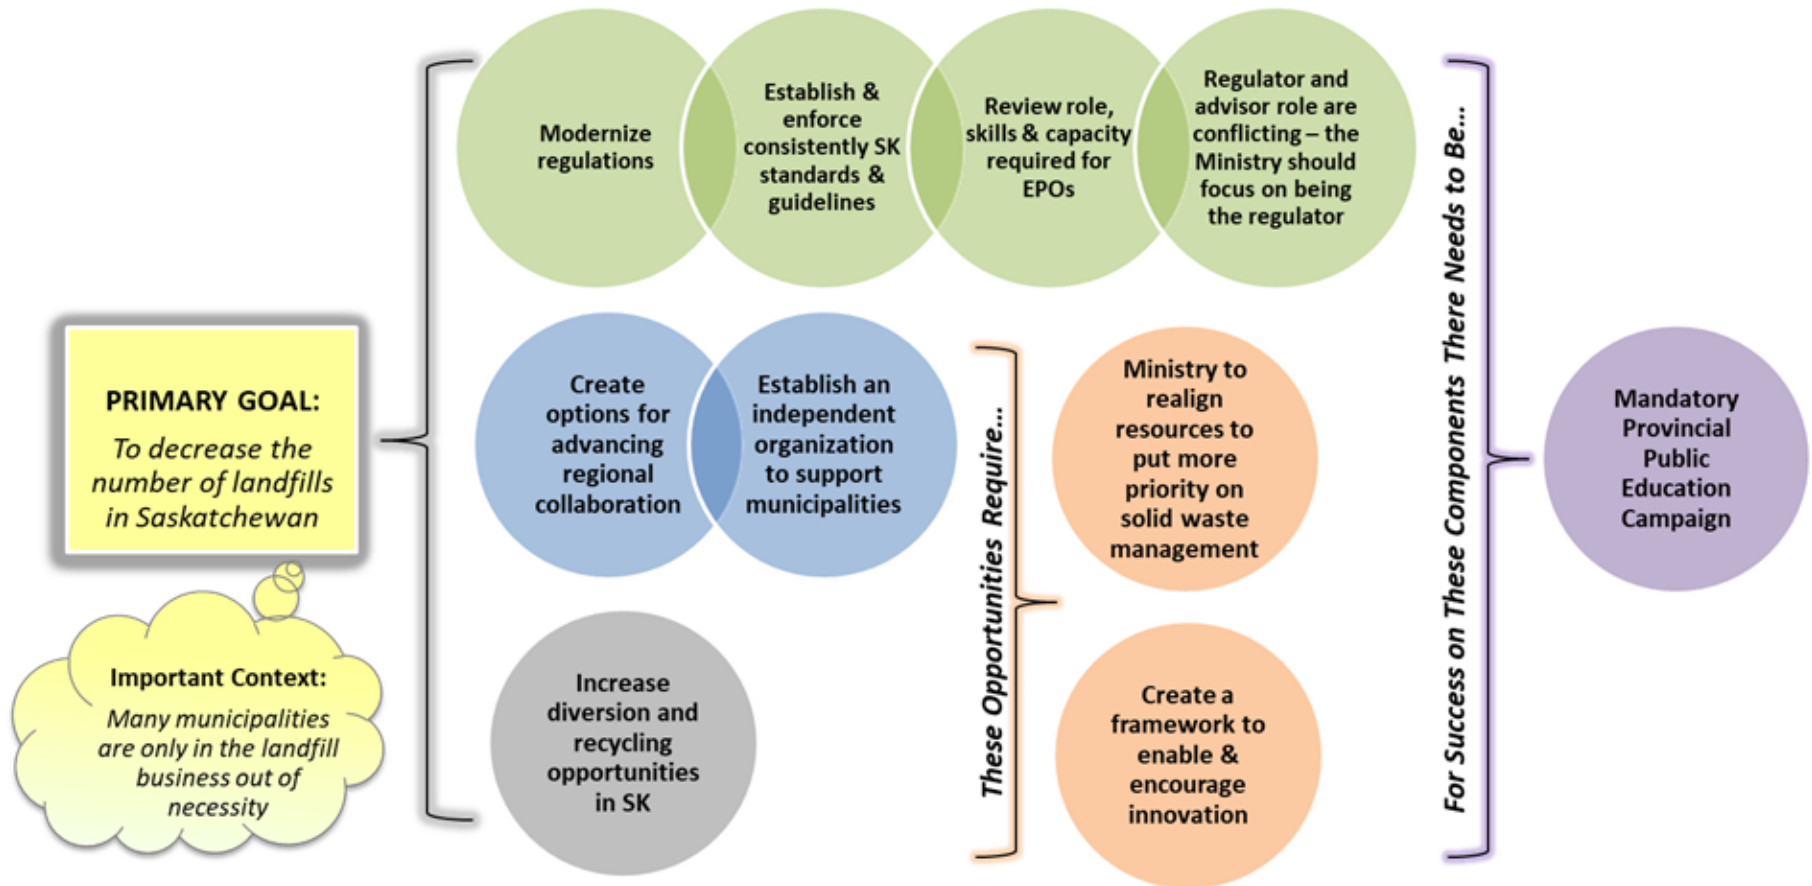 Modernize
regulations
Establish &
enforce
consistently SK
standards &
guidelines
Review role,
skills & capacity
required for
EPOs
Regulator and
advisor role are
conflicting – the
Ministry should
focus on being
the regulator
PRIMARY GOAL:
To decrease the
number of landfills
in Saskatchewan
Important Context:
Many municipalities
are only in the landfill
business out of
necessity
Create
options for
advancing
regional
collaboration
Establish an
independent
organization
to support
municipalities
Increase
diversion and
recycling
opportunities
in SK
These Opportunities Require...
Ministry to
realign
resources to
put more
priority on
solid waste
management
Create a
framework to
enable &
encourage
innovation
For Success on These Components There Needs to Be...
Mandatory
Provincial
Public
Education
Campaign